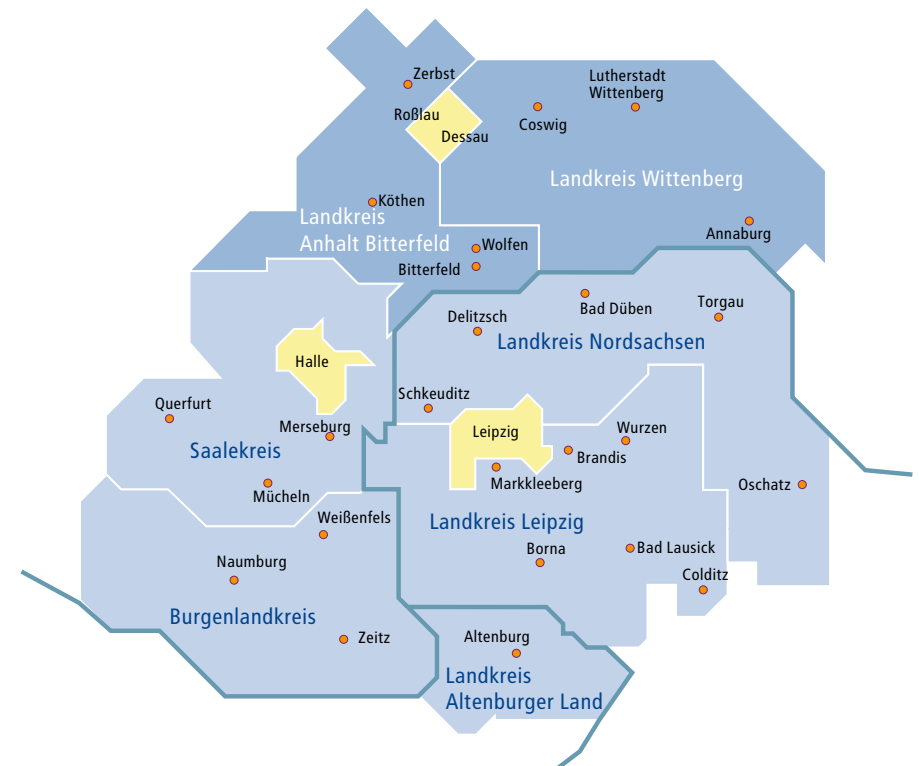 Zerbst
Lutherstadt
Wittenberg
Roßlau
Coswig
Dessau
Landkreis Wittenberg
Köthen
Landkreis
Anhalt Bitterfeld
Annaburg
Wolfen
Bitterfeld
Bad Düben
Torgau
Delitzsch
Landkreis Nordsachsen
Halle
Schkeuditz
Querfurt
Merseburg
Leipzig
Wurzen
Saalekreis
Brandis
Markkleeberg
Oschatz
Mücheln
Weißenfels
Landkreis Leipzig
Borna
Bad Lausick
Naumburg
Colditz
Burgenlandkreis
Zeitz
Altenburg
Landkreis
Altenburger Land